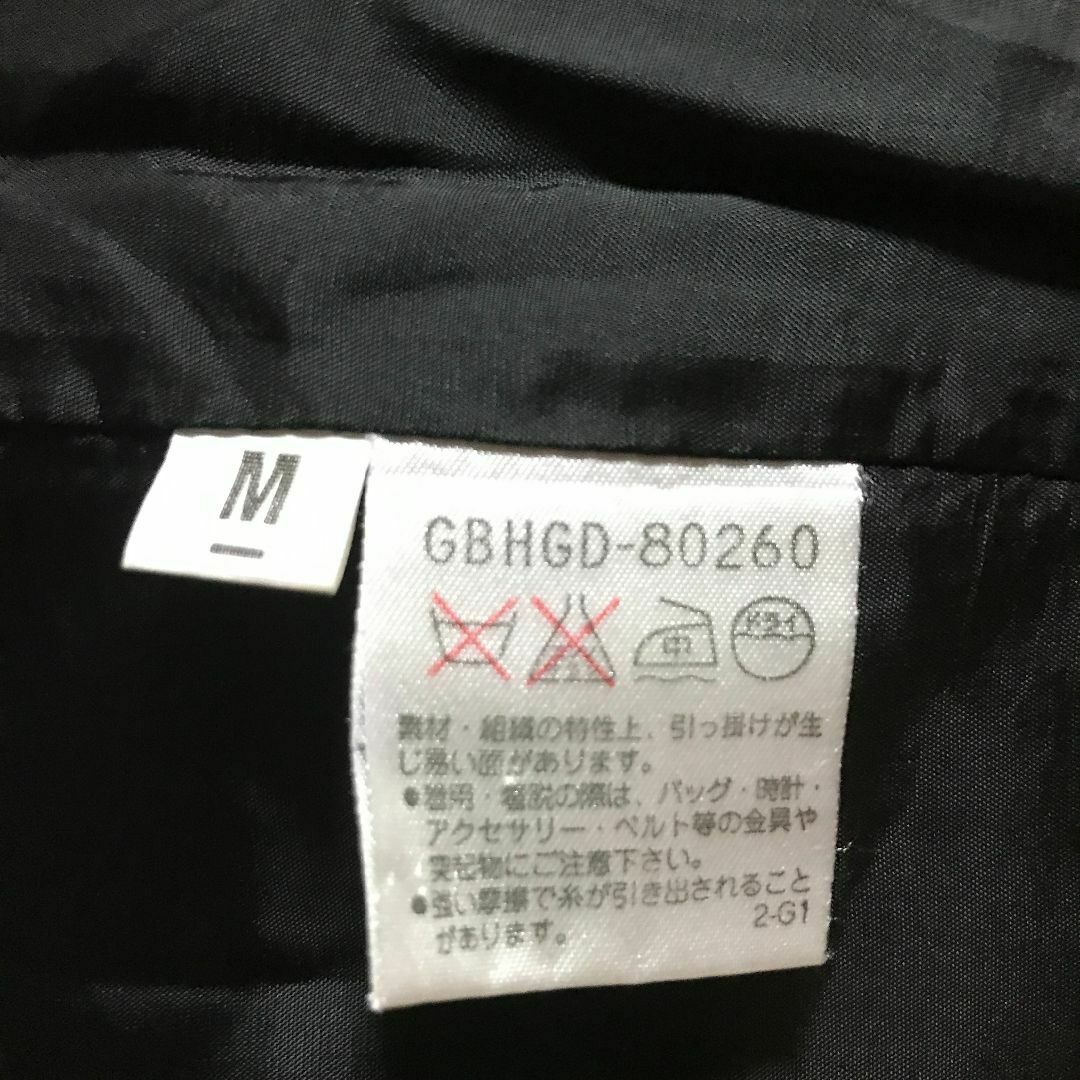 M
GBHGD-80260
中 ドライ
素材・組織の特性上、引っ掛けが生
じ易い面があります。
●着用・着脱の際は、バッグ・時計・
アクセサリー・ベルト等の金具や
突起物にご注意下さい。
●強い摩擦で糸が引き出されること
があります。 2-G1